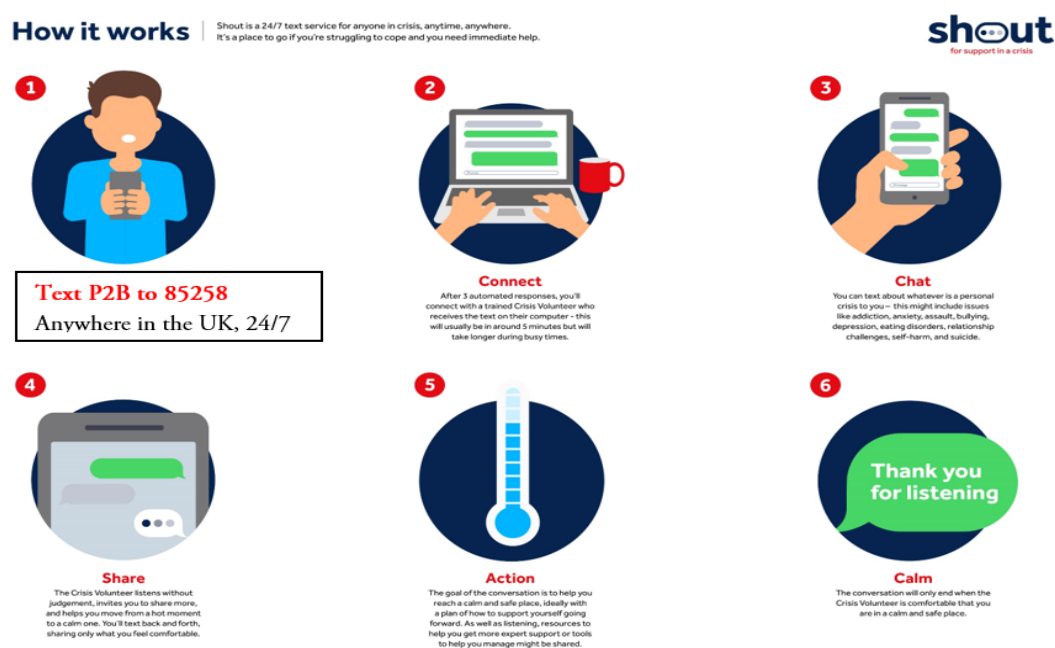 How it works
Shout is a 24/7 text service for anyone in crisis, anytime, anywhere.
It's a place to go if you're struggling to cope and you need immediate help.
shout
for support in a crisis
1
Text P2B to 85258
Anywhere in the UK, 24/7
2
Connect
After 3 automated responses, you'll
connect with a trained Crisis Volunteer who
receives the text on their computer - this
will usually be in around 5 minutes but will
take longer during busy times.
3
Chat
You can text about whatever is a personal
crisis to you – this might include issues
like addiction, anxiety, assault, bullying,
depression, eating disorders, relationship
challenges, self-harm, and suicide.
4
Share
The Crisis Volunteer listens without
judgement, invites you to share more,
and helps you move from a hot moment
to a calm one. You'll text back and forth,
sharing only what you feel comfortable.
5
Action
The goal of the conversation is to help you
reach a calm and safe place, ideally with
a plan of how to support yourself going
forward. As well as listening, resources to
help you get more expert support or tools
to help you manage might be shared.
6
Thank you
for listening
Calm
The conversation will only end when the
Crisis Volunteer is comfortable that you
are in a calm and safe place.